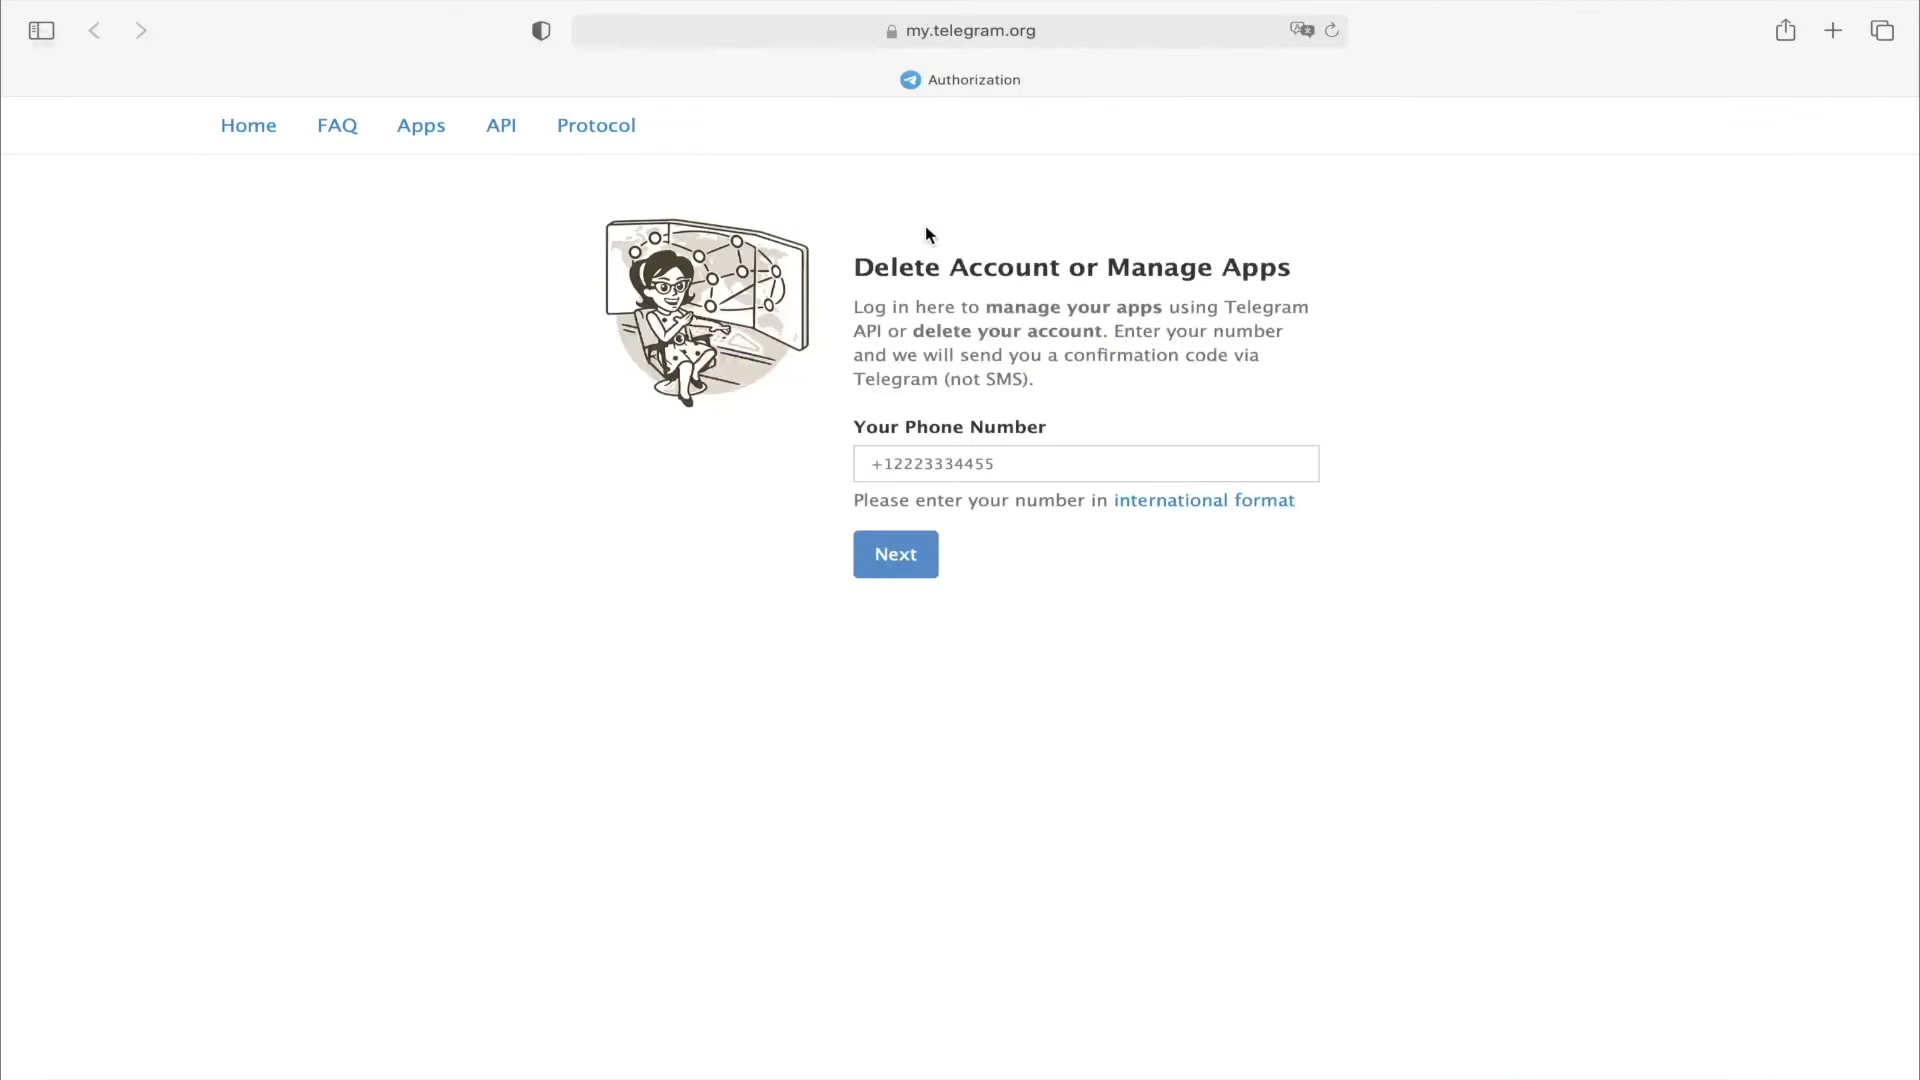 my.telegram.org
Authorization
Home FAQ Apps API Protocol
Delete Account or Manage Apps
Log in here to manage your apps using Telegram
API or delete your account. Enter your number
and we will send you a confirmation code via
Telegram (not SMS).
Your Phone Number
+12223334455
Please enter your number in international format
Next